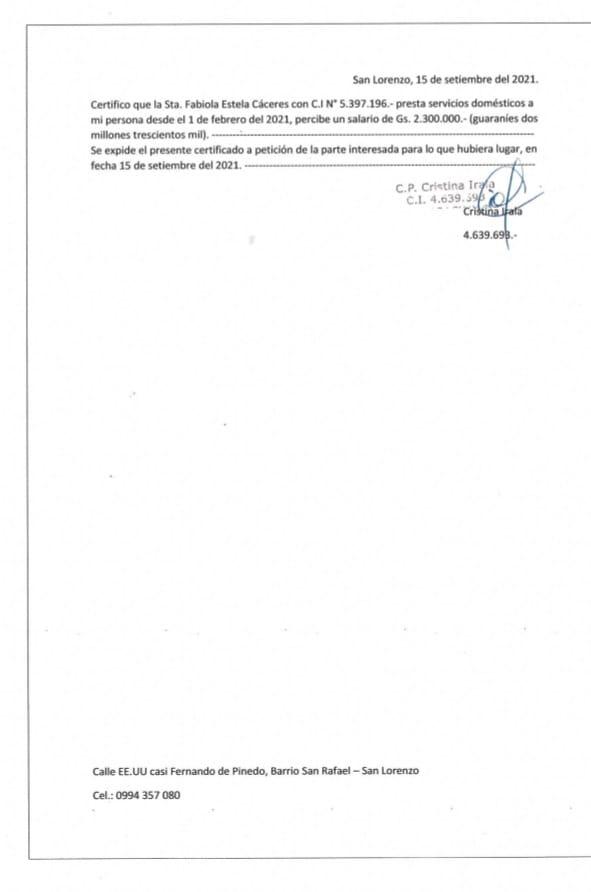 San Lorenzo, 15 de setiembre del 2021.
Certifico que la Sta. Fabiola Estela Cáceres con C.I N° 5.397.196.- presta servicios domésticos a
mi persona desde el 1 de febrero del 2021, percibe un salario de Gs. 2.300.000.- (guaraníes dos
millones trescientos mil). --------------------------------------------------------------------------------
Se expide el presente certificado a petición de la parte interesada para lo que hubiera lugar, en
fecha 15 de setiembre del 2021. ------------------------------------------------------------------------
C.P. Cristina Irala
C.I. 4.639.693
Cristina Irala
4.639.693.-
Calle EE.UU casi Fernando de Pinedo, Barrio San Rafael – San Lorenzo
Cel.: 0994 357 080